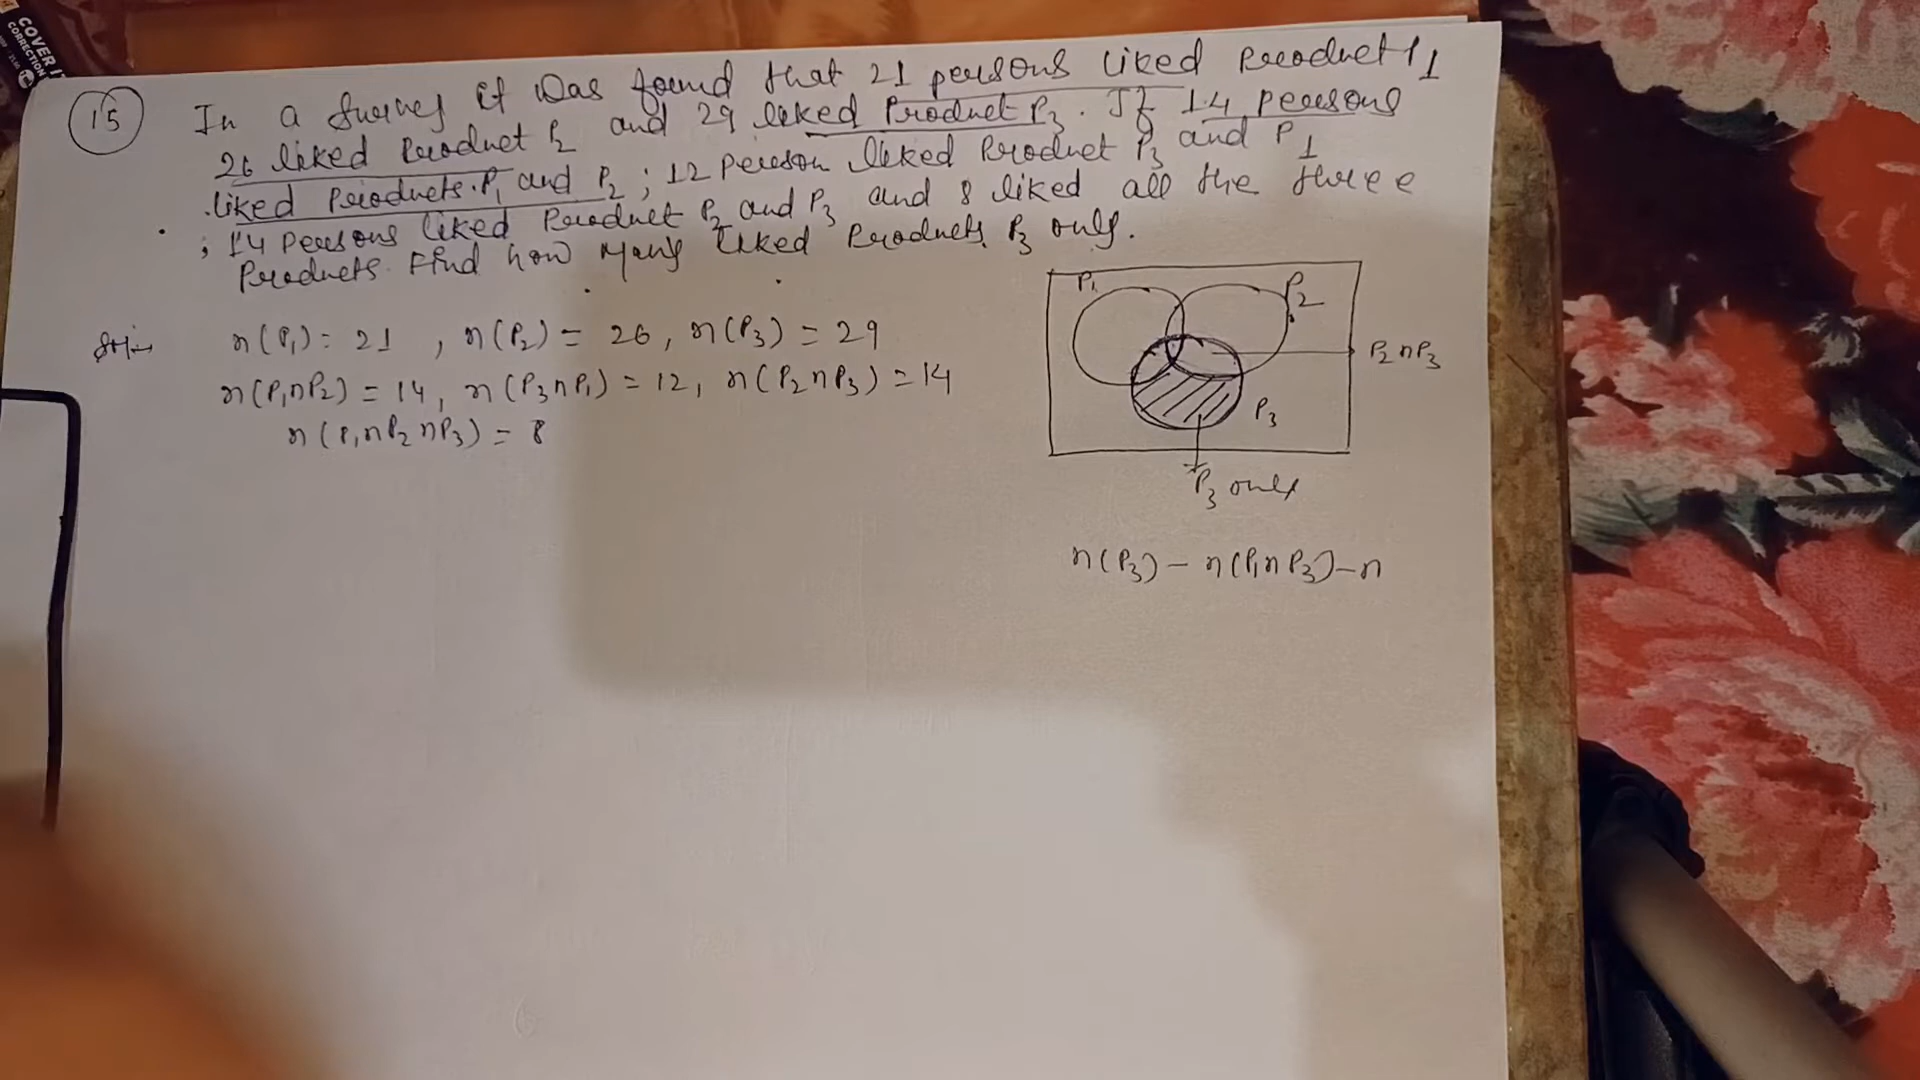 COVER IT
CORRECTION
15
In a survey it was found that 21 persons liked Product P1
26 liked Product P2 and 29 liked Product P3. If 14 persons
liked Products P1 and P2; 12 person liked Product P3 and P1
; 14 persons liked Product P2 and P3 and 8 liked all the three
Products. Find how many liked Products P3 only.
Sol:- n(P1) = 21, n(P2) = 26, n(P3) = 29
n(P1∩P2) = 14, n(P3∩P1) = 12, n(P2∩P3) = 14
n(P1∩P2∩P3) = 8
P1
P2
P2∩P3
P3
P3 only
n(P3) - n(P1∩P3) - n